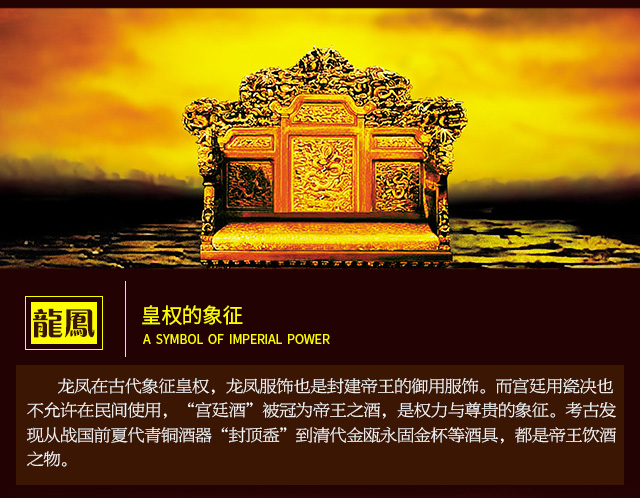 龍鳳
皇权的象征
A SYMBOL OF IMPERIAL POWER
龙凤在古代象征皇权，龙凤服饰也是封建帝王的御用服饰。而宫廷用瓷决也
不允许在民间使用，“宫廷酒”被冠为帝王之酒，是权力与尊贵的象征。考古发
现从战国前夏代青铜酒器“封顶盉”到清代金瓯永固金杯等酒具，都是帝王饮酒
之物。